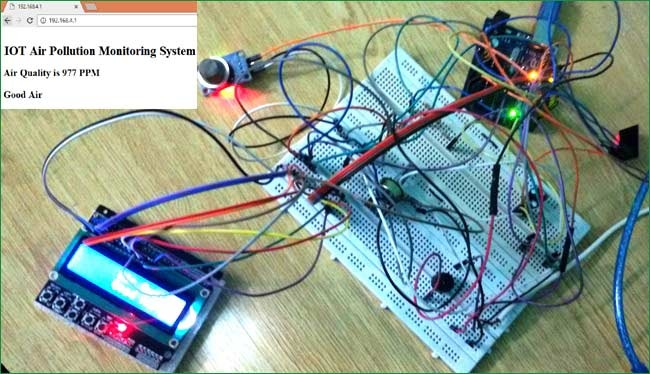 192.168.4.1
192.168.4.1
IOT Air Pollution Monitoring System
Air Quality is 977 PPM
Good Air